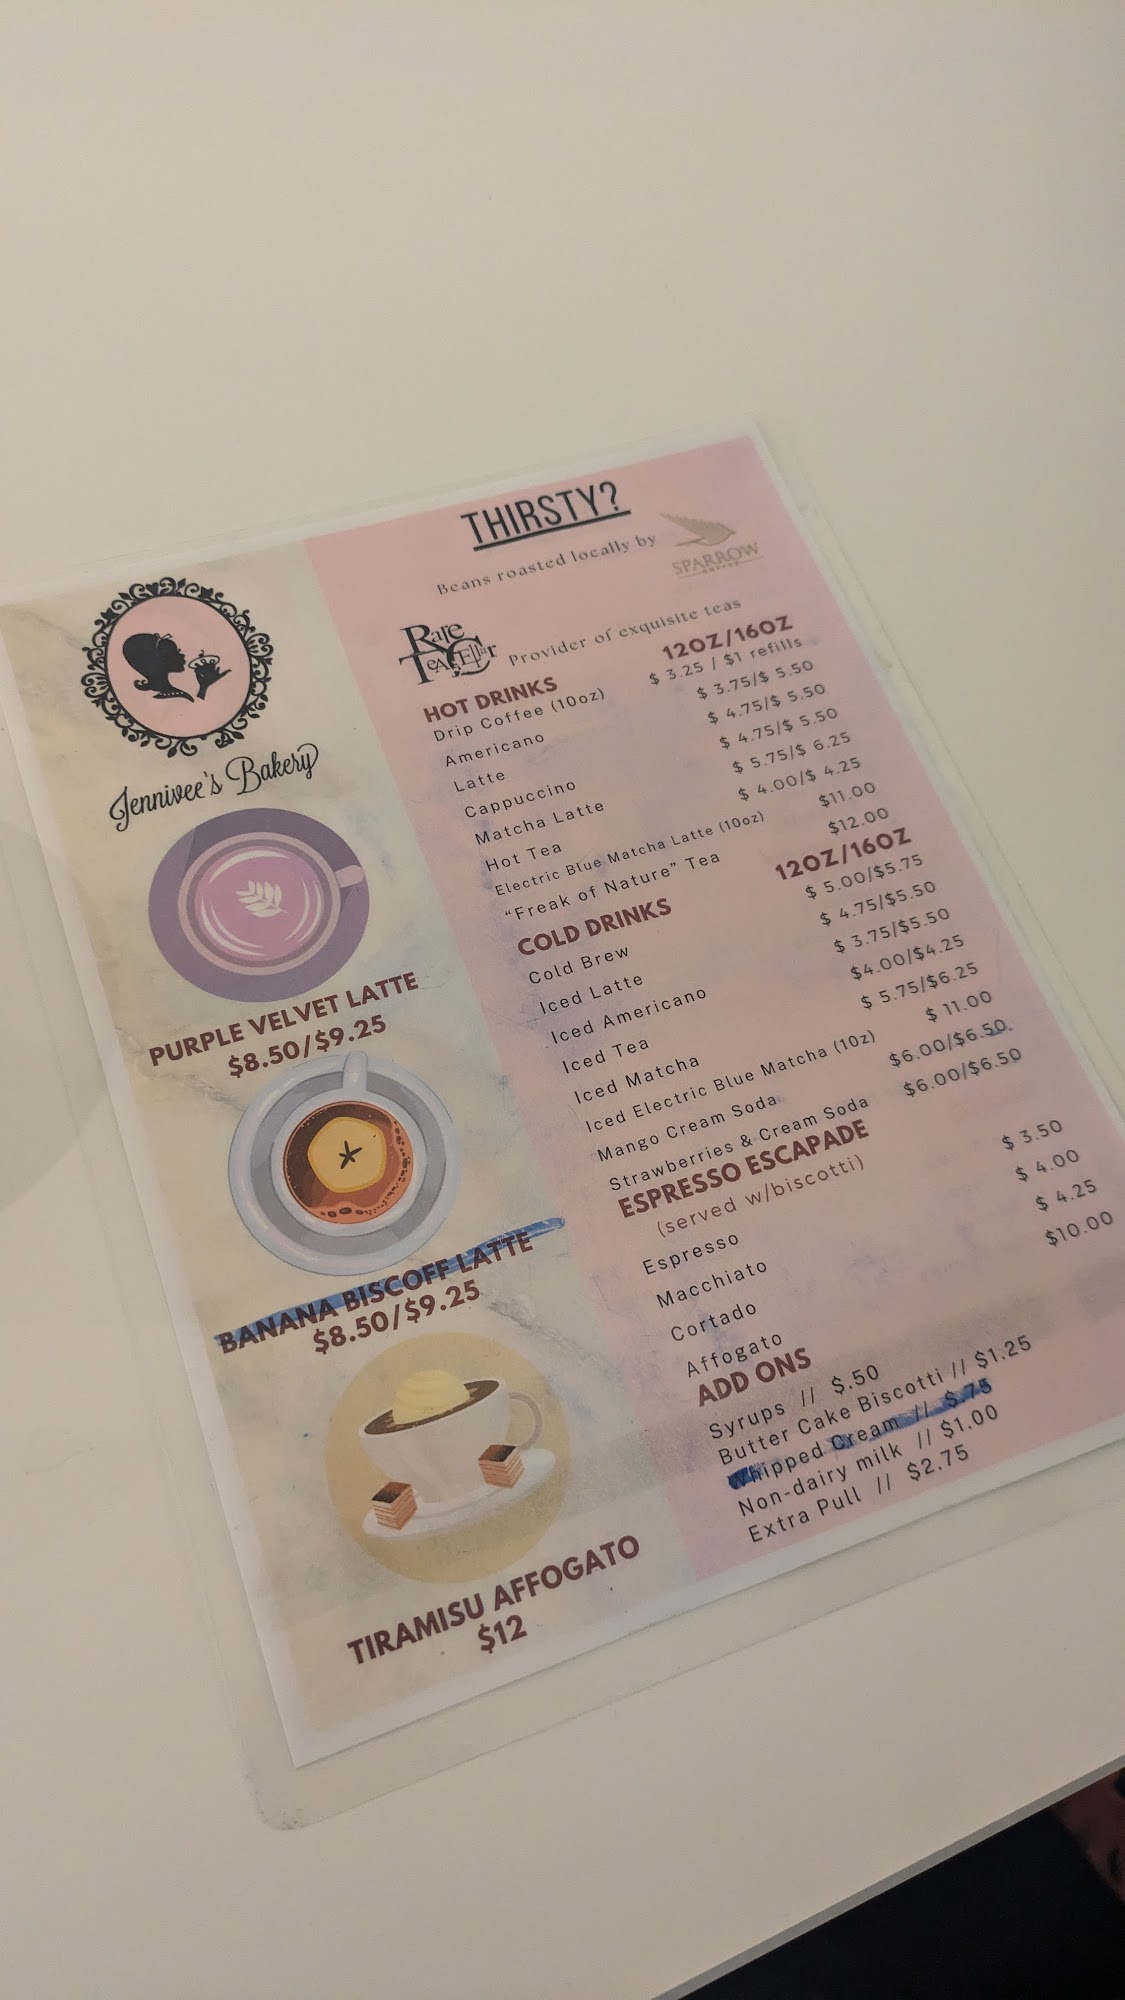 THIRSTY?
Beans roasted locally by
SPARROW
COFFEE
Rare
Tea Cellar
Provider of exquisite teas
Jennivee's Bakery
PURPLE VELVET LATTE
$8.50/$9.25
BANANA BISCOFF LATTE
$8.50/$9.25
TIRAMISU AFFOGATO
$12
HOT DRINKS 12OZ/16OZ
Drip Coffee (10oz) $ 3.25 / $1 refills
Americano $ 3.75/$ 5.50
Latte $ 4.75/$ 5.50
Cappuccino $ 4.75/$ 5.50
Matcha Latte $ 5.75/$ 6.25
Hot Tea $ 4.00/$ 4.25
Electric Blue Matcha Latte (10oz) $11.00
"Freak of Nature" Tea $12.00
COLD DRINKS 12OZ/16OZ
Cold Brew $ 5.00/$5.75
Iced Latte $ 4.75/$5.50
Iced Americano $ 3.75/$5.50
Iced Tea $4.00/$4.25
Iced Matcha $ 5.75/$6.25
Iced Electric Blue Matcha (10z) $ 11.00
Mango Cream Soda $6.00/$6.50
Strawberries & Cream Soda $6.00/$6.50
ESPRESSO ESCAPADE
(served w/biscotti)
Espresso $ 3.50
Macchiato $ 4.00
Cortado $ 4.25
Affogato $10.00
ADD ONS
Syrups // $.50
Butter Cake Biscotti // $1.25
Whipped Cream // $.75
Non-dairy milk // $1.00
Extra Pull // $2.75